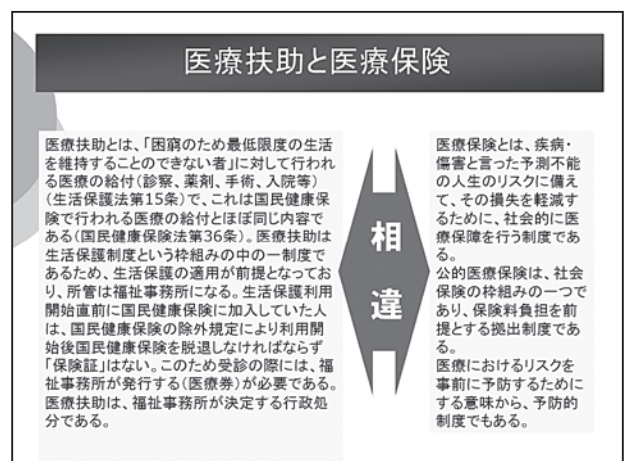 医療扶助と医療保険
医療扶助とは、「困窮のため最低限度の生活
を維持することのできない者」に対して行われ
る医療の給付(診察、薬剤、手術、入院等)
(生活保護法第15条)で、これは国民健康保
険で行われる医療の給付とほぼ同じ内容で
ある(国民健康保険法第36条)。医療扶助は
生活保護制度という枠組みの中の一制度で
あるため、生活保護の適用が前提となってお
り、所管は福祉事務所になる。生活保護利用
開始直前に国民健康保険に加入していた人
は、国民健康保険の除外規定により利用開
始後国民健康保険を脱退しなければならず
「保険証」はない。このため受診の際には、福
祉事務所が発行する(医療券)が必要である。
医療扶助は、福祉事務所が決定する行政処
分である。
相
違
医療保険とは、疾病・
傷害と言った予測不能
の人生のリスクに備え
て、その損失を軽減す
るために、社会的に医
療保障を行う制度であ
る。
公的医療保険は、社会
保険の枠組みの一つで
あり、保険料負担を前
提とする拠出制度であ
る。
医療におけるリスクを
事前に予防するために
する意味から、予防的
制度でもある。